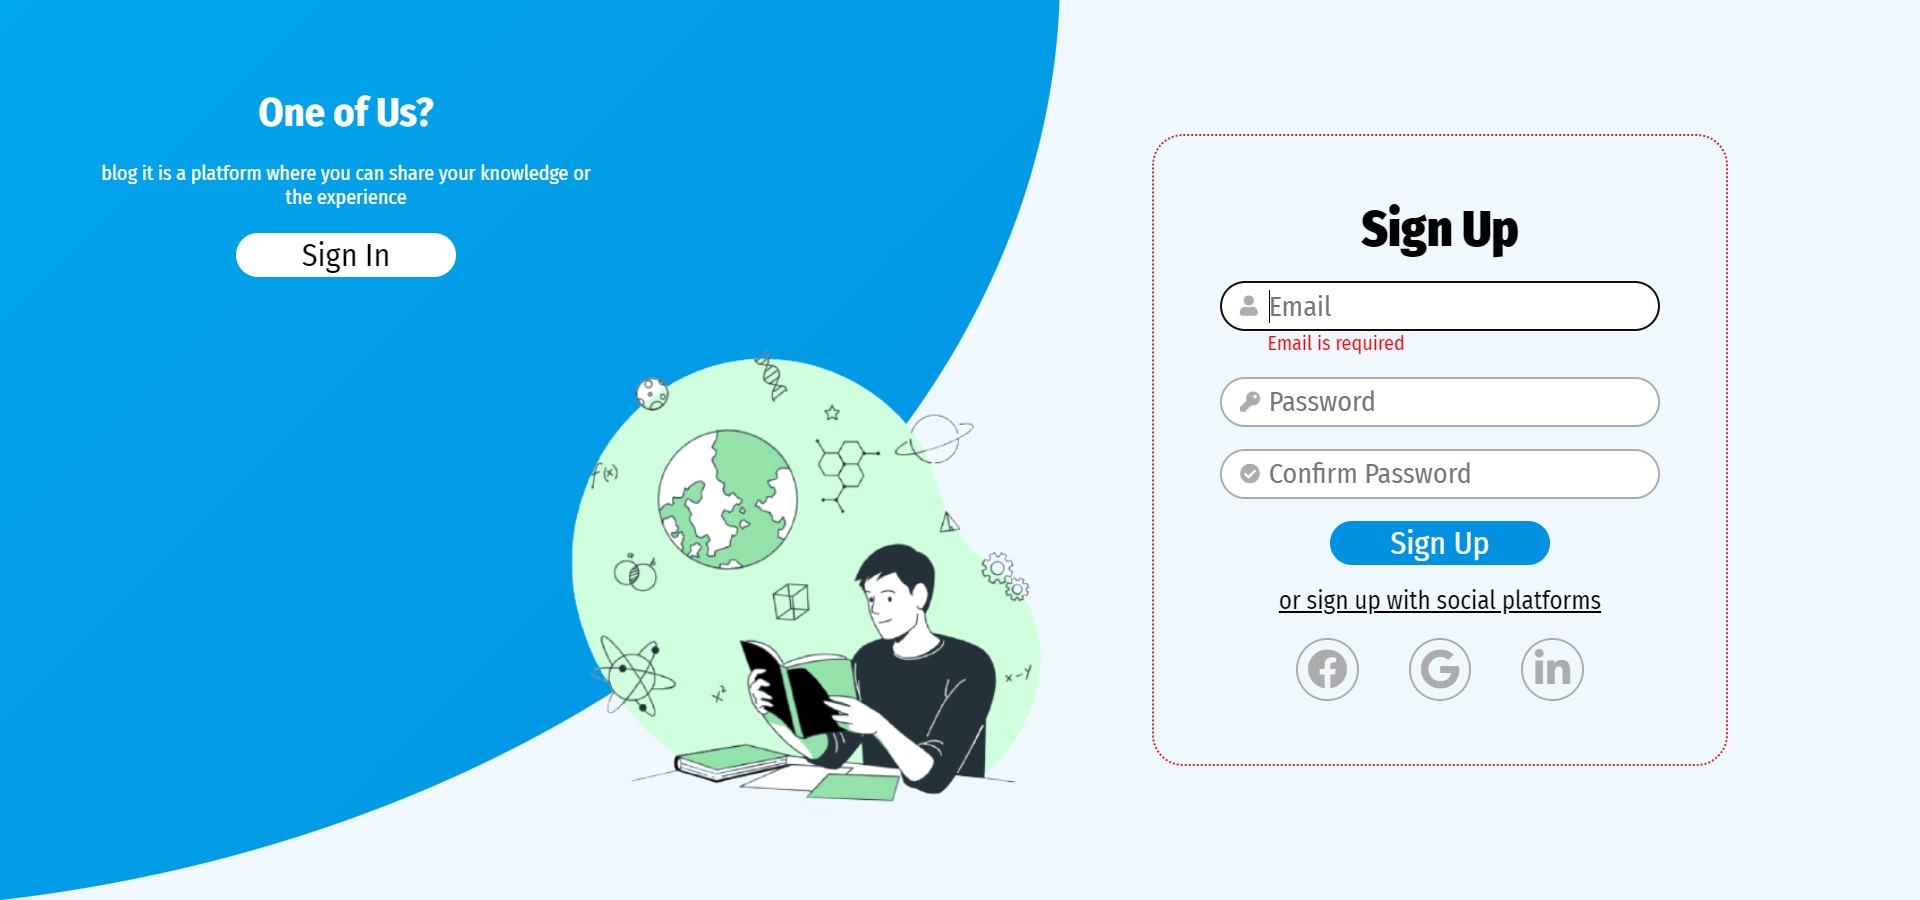 One of Us?
blog it is a platform where you can share your knowledge or
the experience
Sign In
f(x)
x²
x-y
Sign Up
Email
Email is required
Password
Confirm Password
Sign Up
or sign up with social platforms